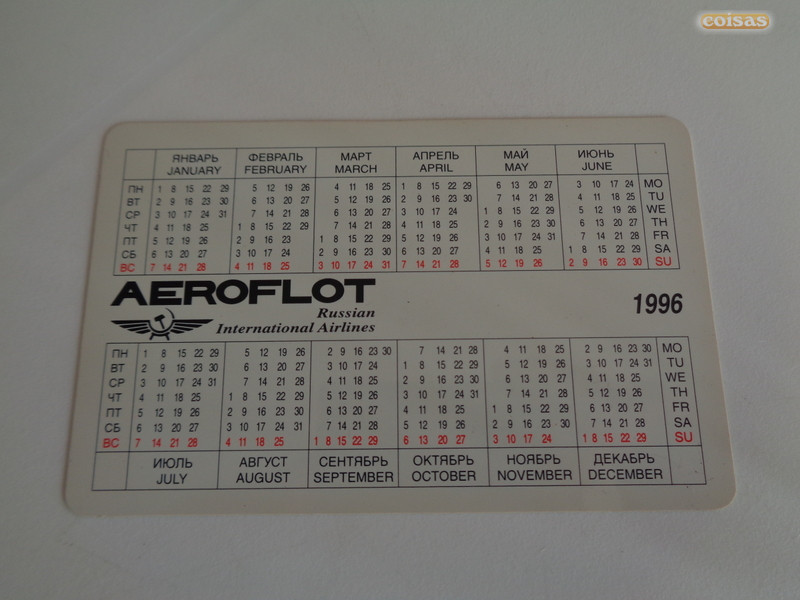 coisas
ЯНВАРЬ ФЕВРАЛЬ МАРТ АПРЕЛЬ МАЙ ИЮНЬ
JANUARY FEBRUARY MARCH APRIL MAY JUNE
ПН 1 8 15 22 29 5 12 19 26 4 11 18 25 1 8 15 22 29 6 13 20 27 3 10 17 24 MO
ВТ 2 9 16 23 30 6 13 20 27 5 12 19 26 2 9 16 23 30 7 14 21 28 4 11 18 25 TU
СР 3 10 17 24 31 7 14 21 28 6 13 20 27 3 10 17 24 1 8 15 22 29 5 12 19 26 WE
ЧТ 4 11 18 25 1 8 15 22 29 7 14 21 28 4 11 18 25 2 9 16 23 30 6 13 20 27 TH
ПТ 5 12 19 26 2 9 16 23 1 8 15 22 29 5 12 19 26 3 10 17 24 31 7 14 21 28 FR
СБ 6 13 20 27 3 10 17 24 2 9 16 23 30 6 13 20 27 4 11 18 25 1 8 15 22 29 SA
ВС 7 14 21 28 4 11 18 25 3 10 17 24 31 7 14 21 28 5 12 19 26 2 9 16 23 30 SU
AEROFLOT
Russian
International Airlines
1996
ПН 1 8 15 22 29 5 12 19 26 2 9 16 23 30 7 14 21 28 4 11 18 25 2 9 16 23 30 MO
ВТ 2 9 16 23 30 6 13 20 27 3 10 17 24 1 8 15 22 29 5 12 19 26 3 10 17 24 31 TU
СР 3 10 17 24 31 7 14 21 28 4 11 18 25 2 9 16 23 30 6 13 20 27 4 11 18 25 WE
ЧТ 4 11 18 25 1 8 15 22 29 5 12 19 26 3 10 17 24 31 7 14 21 28 5 12 19 26 TH
ПТ 5 12 19 26 2 9 16 23 30 6 13 20 27 4 11 18 25 1 8 15 22 29 6 13 20 27 FR
СБ 6 13 20 27 3 10 17 24 31 7 14 21 28 5 12 19 26 2 9 16 23 30 7 14 21 28 SA
ВС 7 14 21 28 4 11 18 25 1 8 15 22 29 6 13 20 27 3 10 17 24 1 8 15 22 29 SU
ИЮЛЬ АВГУСТ СЕНТЯБРЬ ОКТЯБРЬ НОЯБРЬ ДЕКАБРЬ
JULY AUGUST SEPTEMBER OCTOBER NOVEMBER DECEMBER